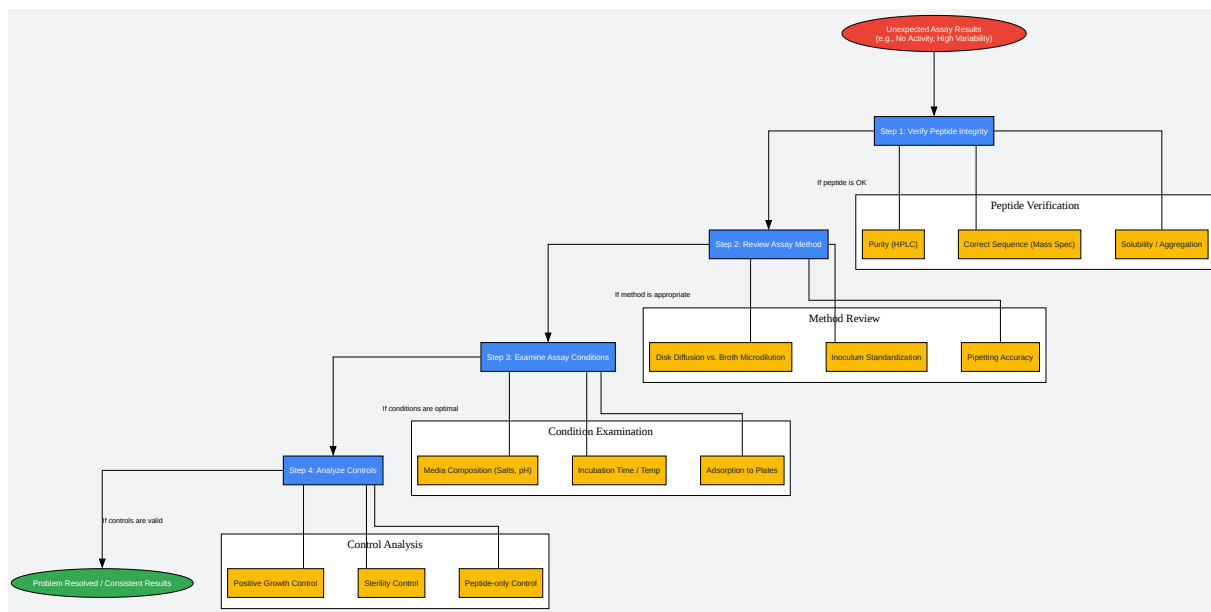 Unexpected Assay Results
(e.g., No Activity, High Variability)
Step 1: Verify Peptide Integrity
If peptide is OK
Peptide Verification
Purity (HPLC)
Correct Sequence (Mass Spec)
Solubility / Aggregation
Step 2: Review Assay Method
If method is appropriate
Method Review
Disk Diffusion vs. Broth Microdilution
Inoculum Standardization
Pipetting Accuracy
Step 3: Examine Assay Conditions
If conditions are optimal
Condition Examination
Media Composition (Salts, pH)
Incubation Time / Temp
Adsorption to Plates
Step 4: Analyze Controls
If controls are valid
Control Analysis
Positive Growth Control
Sterility Control
Peptide-only Control
Problem Resolved / Consistent Results